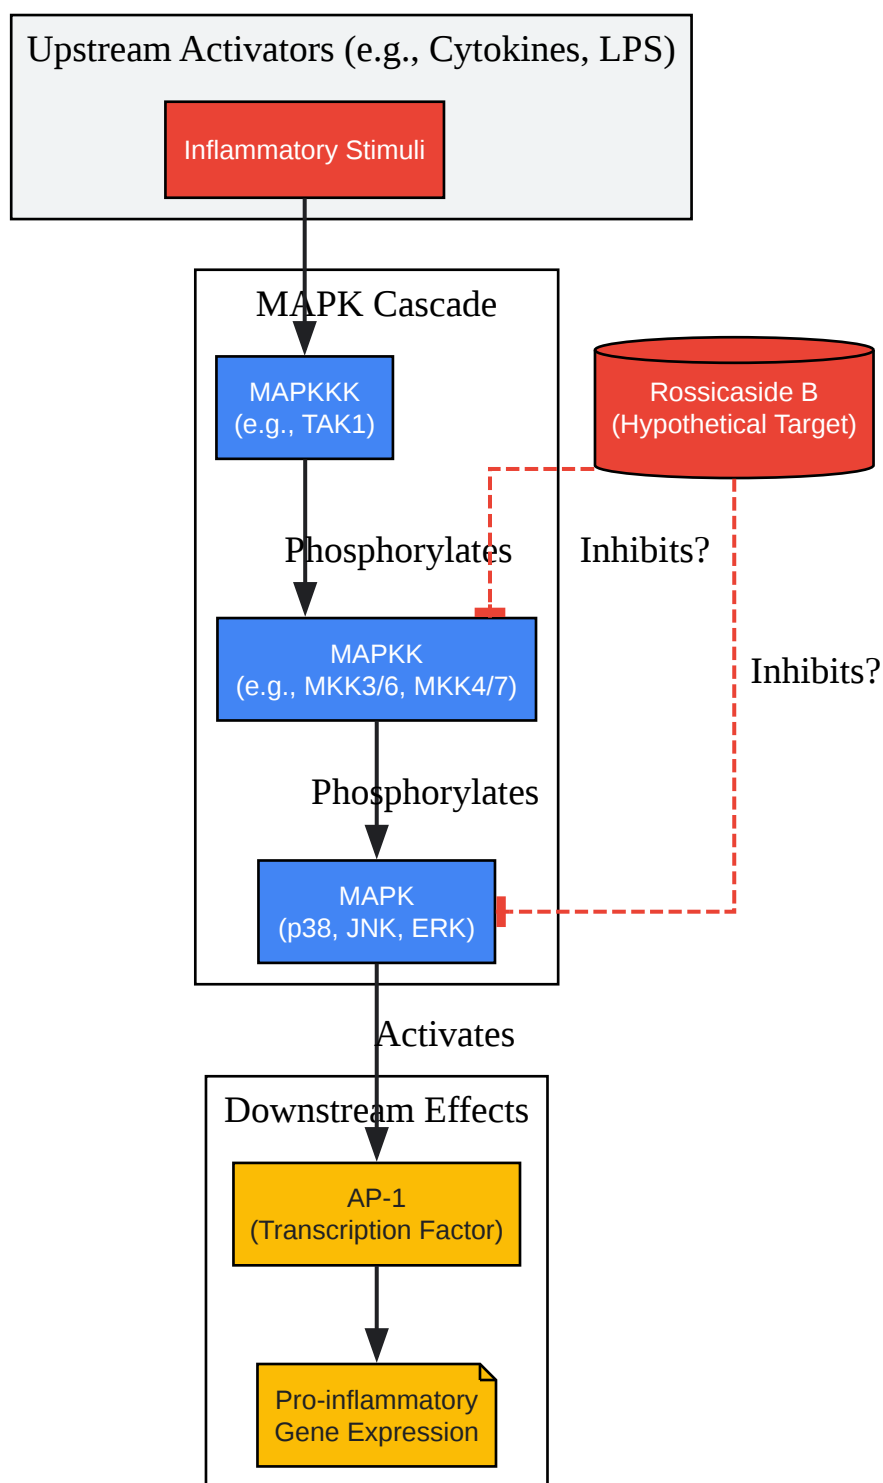 Upstream Activators (e.g., Cytokines, LPS)
Inflammatory Stimuli
MAPK Cascade
MAPKKK
(e.g., TAK1)
Rossicaside B
(Hypothetical Target)
Phosphorylates
Inhibits?
MAPKK
(e.g., MKK3/6, MKK4/7)
Inhibits?
Phosphorylates
MAPK
(p38, JNK, ERK)
Activates
Downstream Effects
AP-1
(Transcription Factor)
Pro-inflammatory
Gene Expression